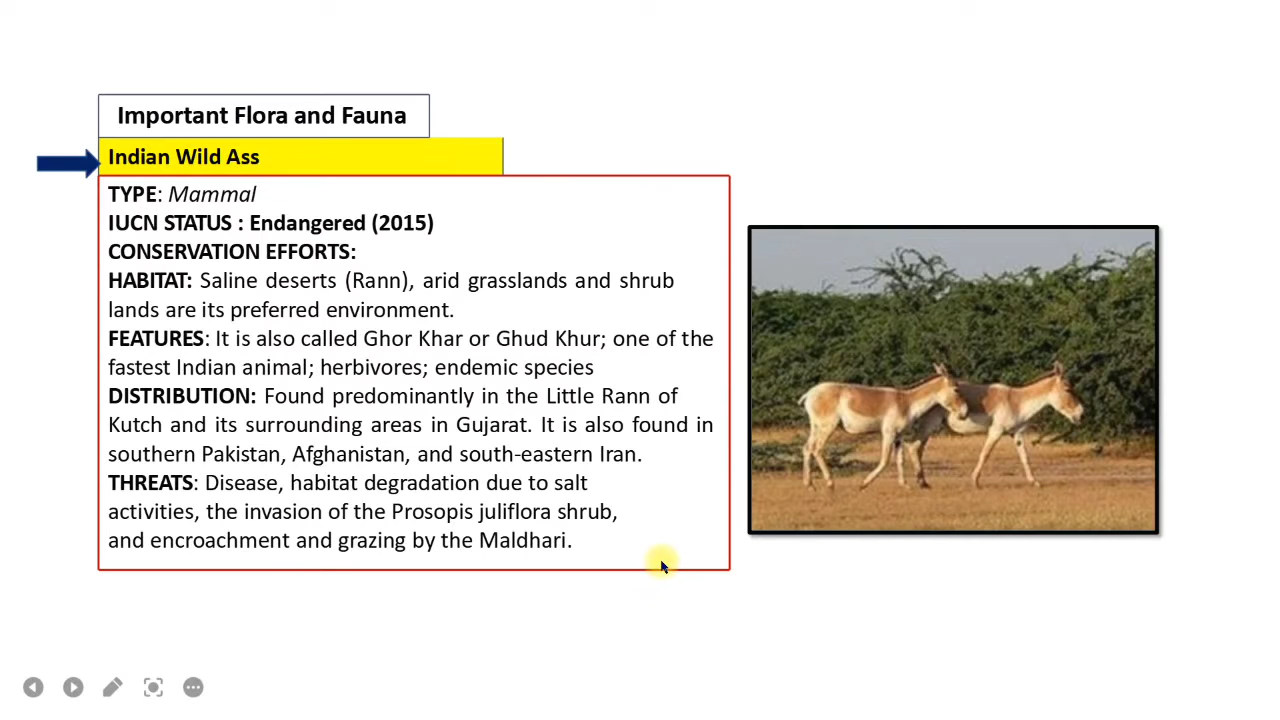 Important Flora and Fauna
Indian Wild Ass
TYPE: Mammal
IUCN STATUS : Endangered (2015)
CONSERVATION EFFORTS:
HABITAT: Saline deserts (Rann), arid grasslands and shrub
lands are its preferred environment.
FEATURES: It is also called Ghor Khar or Ghud Khur; one of the
fastest Indian animal; herbivores; endemic species
DISTRIBUTION: Found predominantly in the Little Rann of
Kutch and its surrounding areas in Gujarat. It is also found in
southern Pakistan, Afghanistan, and south-eastern Iran.
THREATS: Disease, habitat degradation due to salt
activities, the invasion of the Prosopis juliflora shrub,
and encroachment and grazing by the Maldhari.